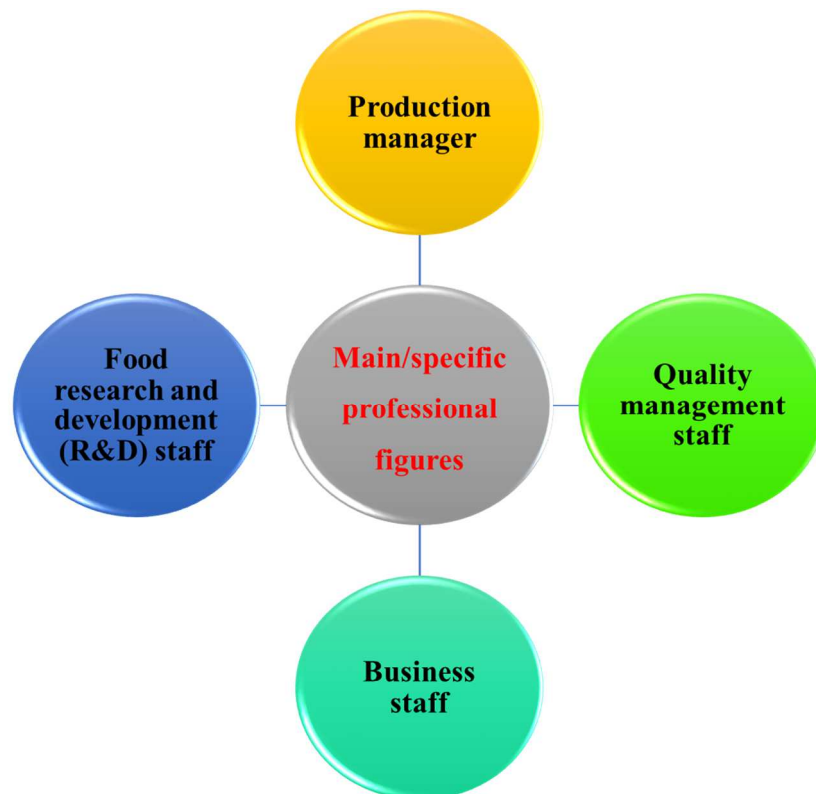 Production
manager
Food
research and
development
(R&D) staff
Main/specific
professional
figures
Quality
management
staff
Business
staff